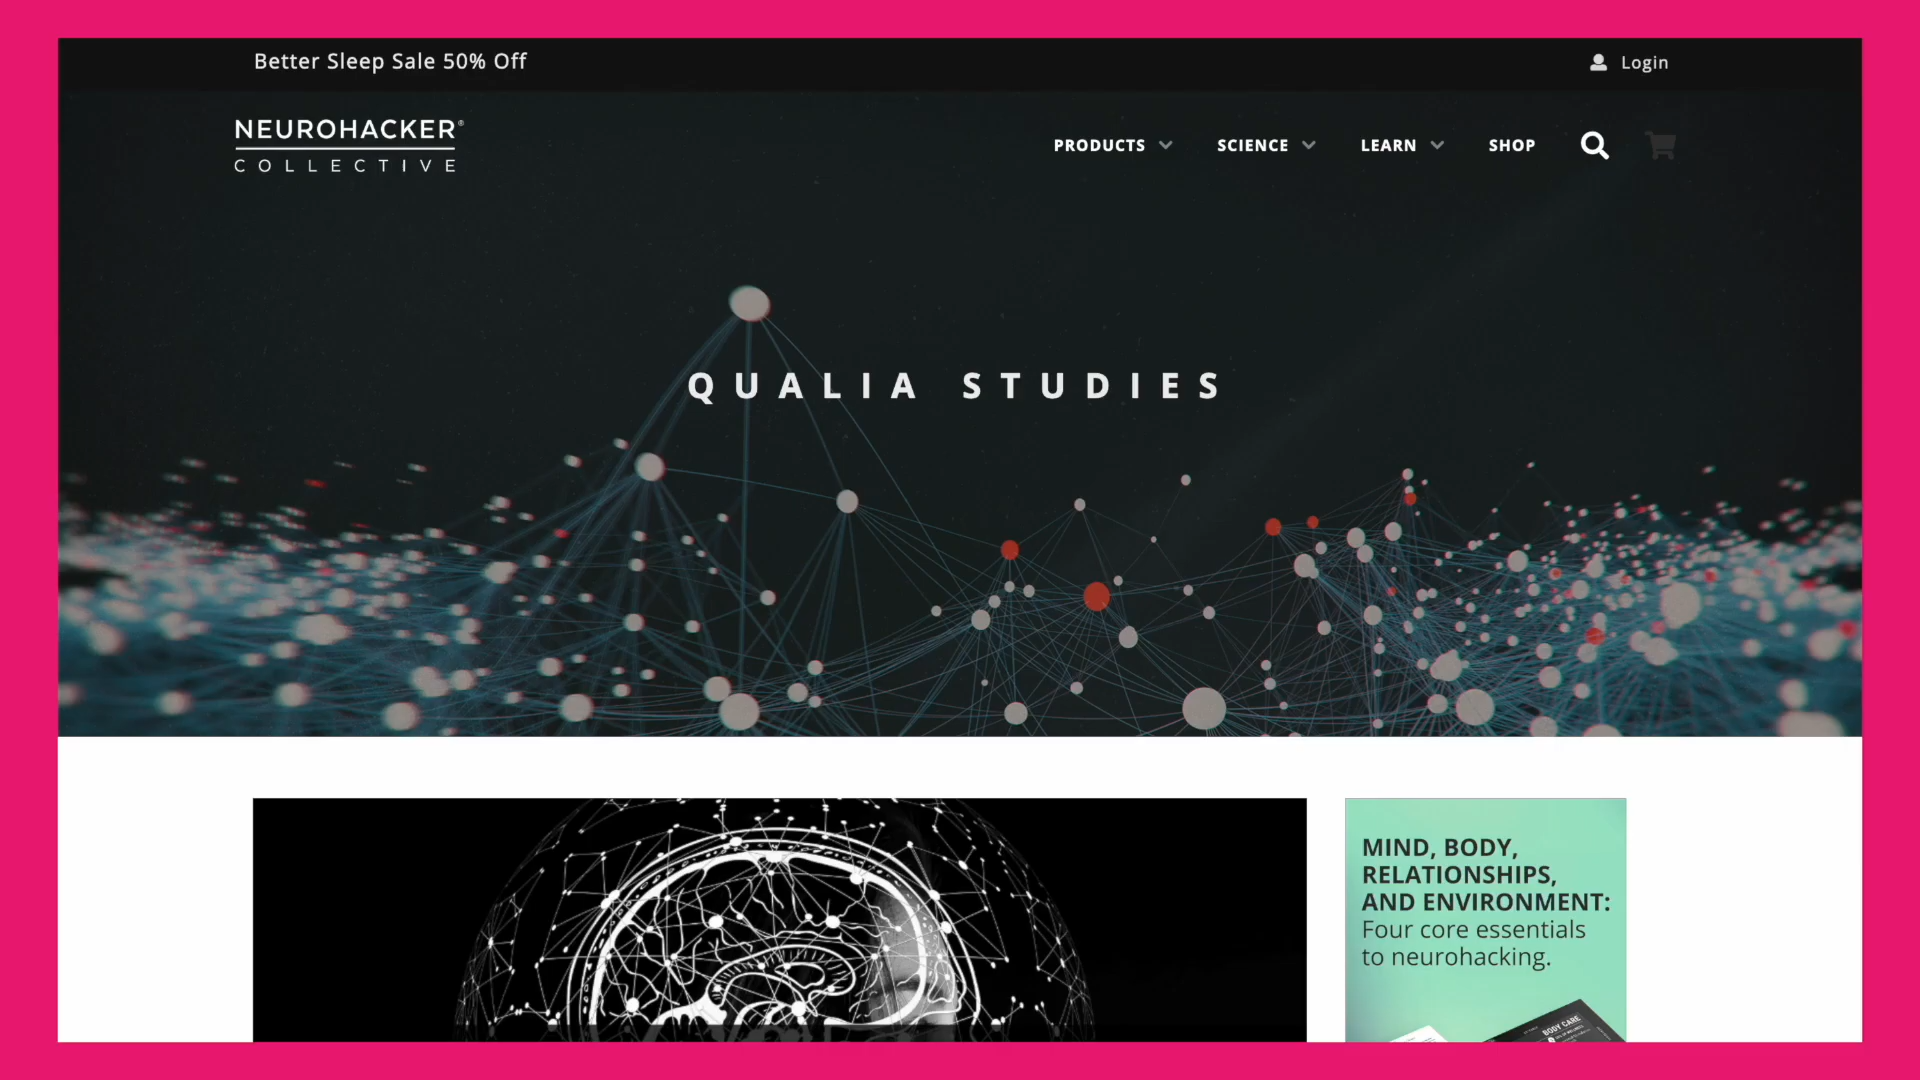 Better Sleep Sale 50% Off
Login
NEUROHACKER®
COLLECTIVE
PRODUCTS
SCIENCE
LEARN
SHOP
QUALIA STUDIES
MIND, BODY,
RELATIONSHIPS,
AND ENVIRONMENT:
Four core essentials
to neurohacking.
BODY CARE